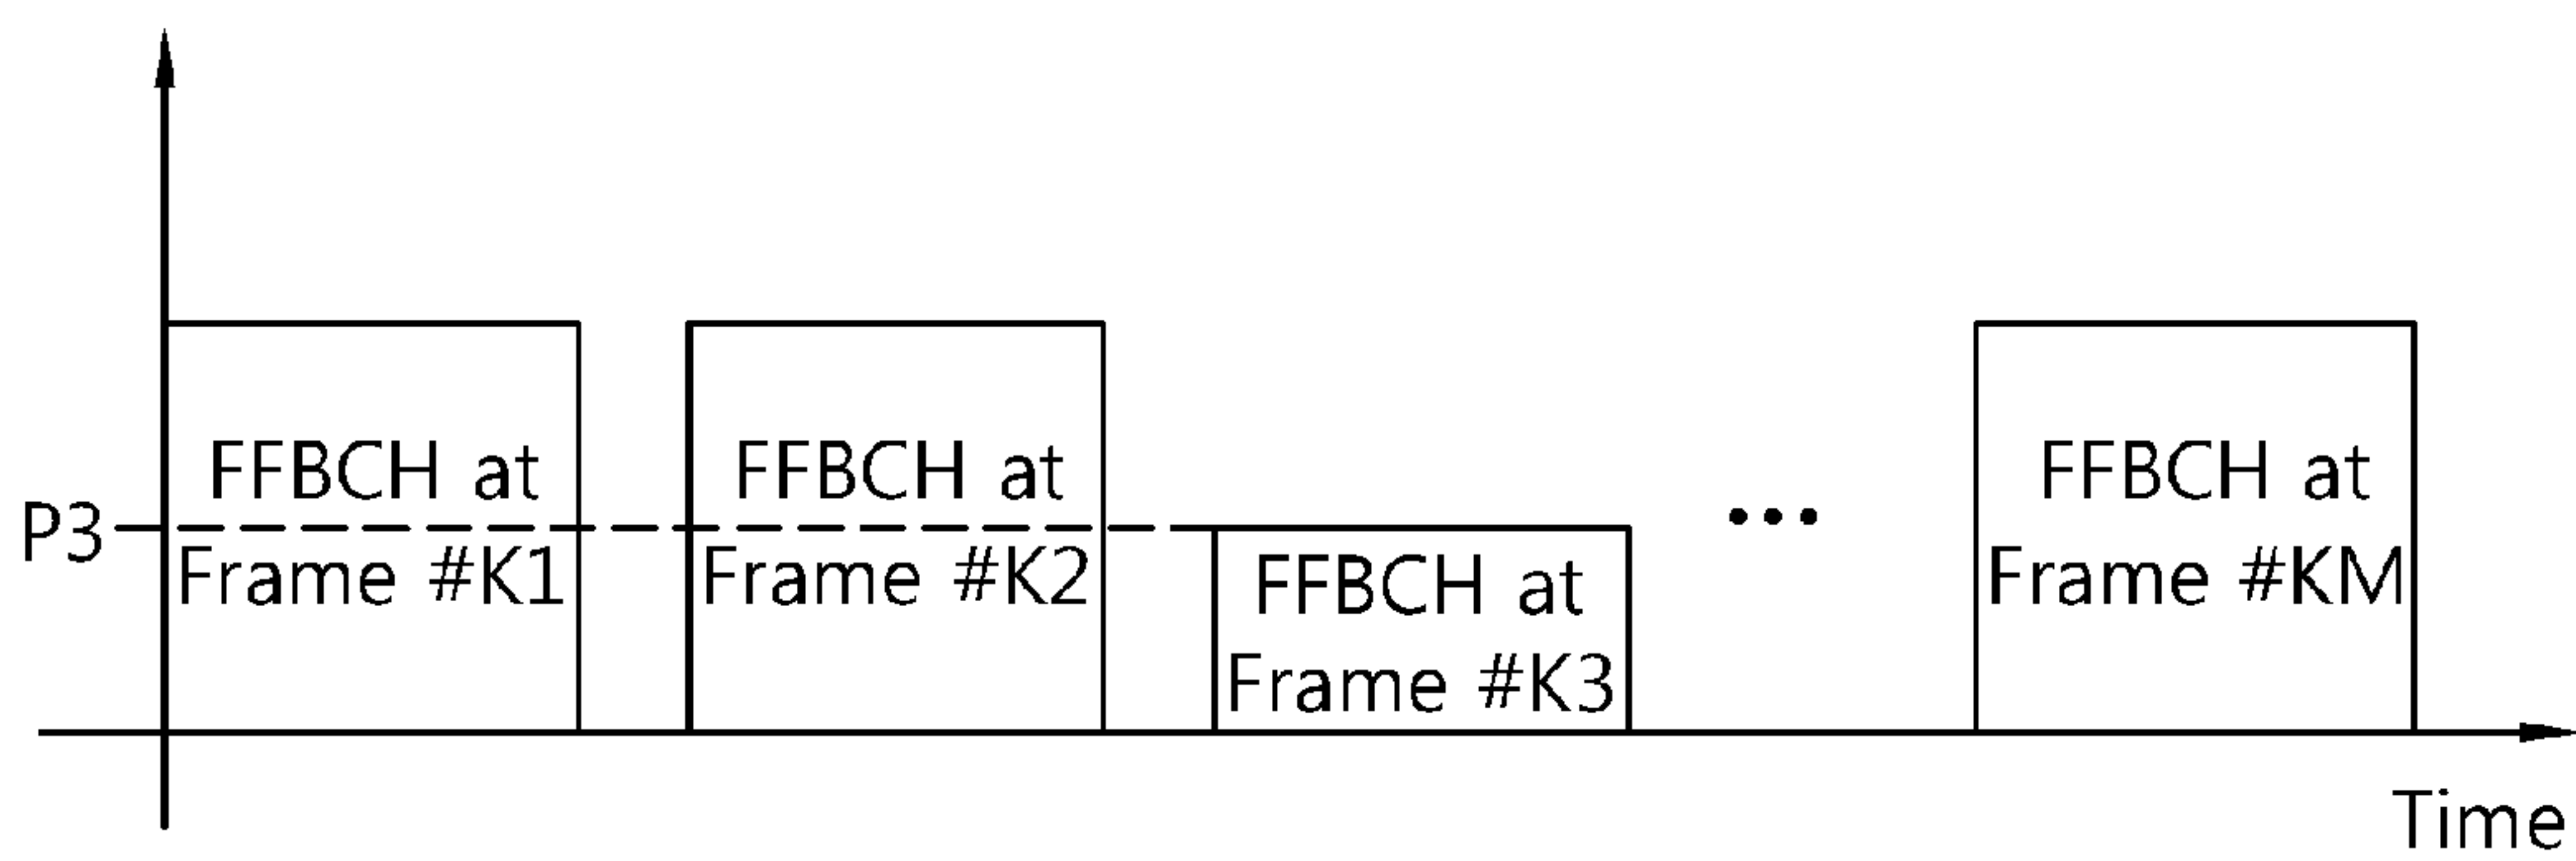 FFBCH at
Frame #K1
FFBCH at
Frame #K2
FFBCH at
Frame #K3
•••
FFBCH at
Frame #KM
P3
Time